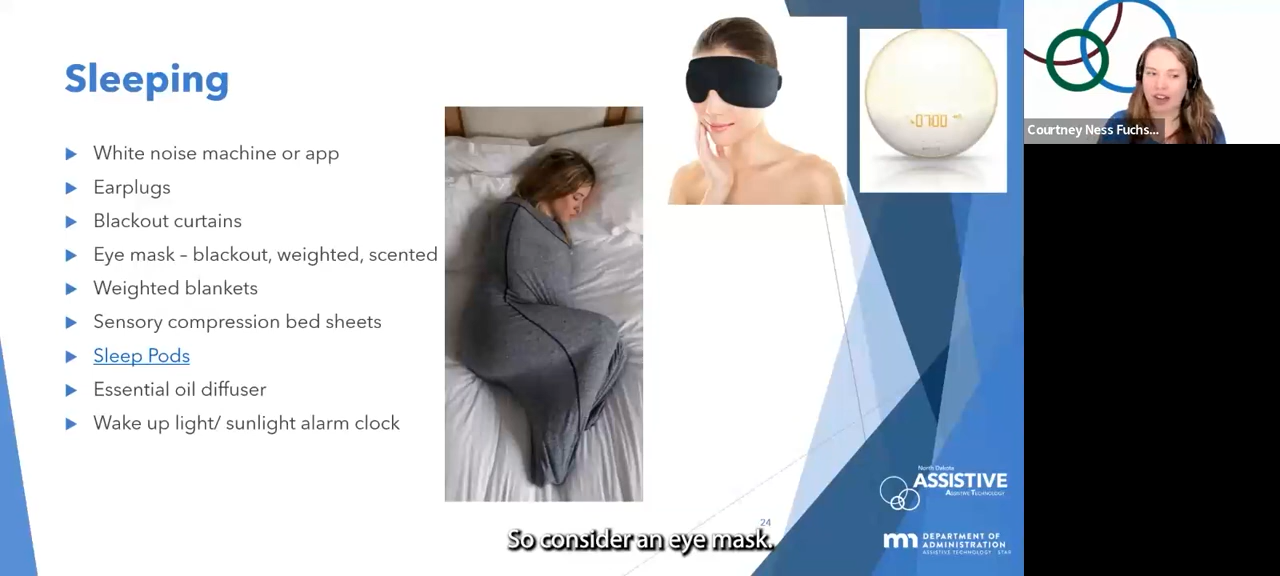 Sleeping
White noise machine or app
Earplugs
Blackout curtains
Eye mask – blackout, weighted, scented
Weighted blankets
Sensory compression bed sheets
Sleep Pods
Essential oil diffuser
Wake up light/ sunlight alarm clock
0700
Courtney Ness Fuchs...
North Dakota
ASSISTIVE
ASSISTIVE TECHNOLOGY
24
So consider an eye mask.
mn DEPARTMENT OF
ADMINISTRATION
ASSISTIVE TECHNOLOGY STAR